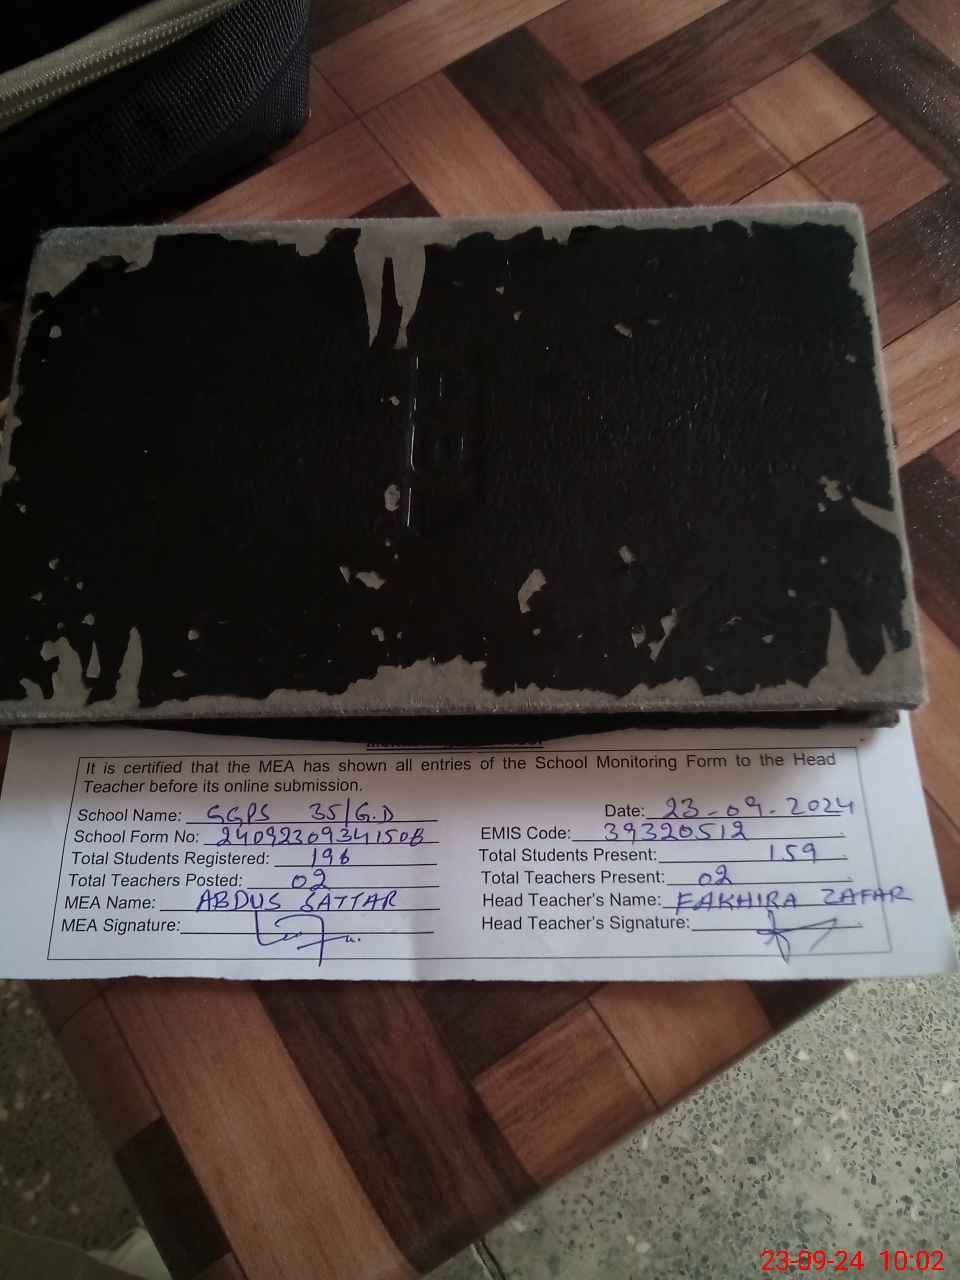 It is certified that the MEA has shown all entries of the School Monitoring Form to the Head
Teacher before its online submission.
School Name: GGPS 35/G.D Date: 23-09-2024
School Form No: 2409230934150B EMIS Code: 39320512
Total Students Registered: 196 Total Students Present: 159
Total Teachers Posted: 02 Total Teachers Present: 02
MEA Name: ABDUS SATTAR Head Teacher's Name: FAKHIRA ZAFAR
MEA Signature: Head Teacher's Signature:
23-09-24 10:02